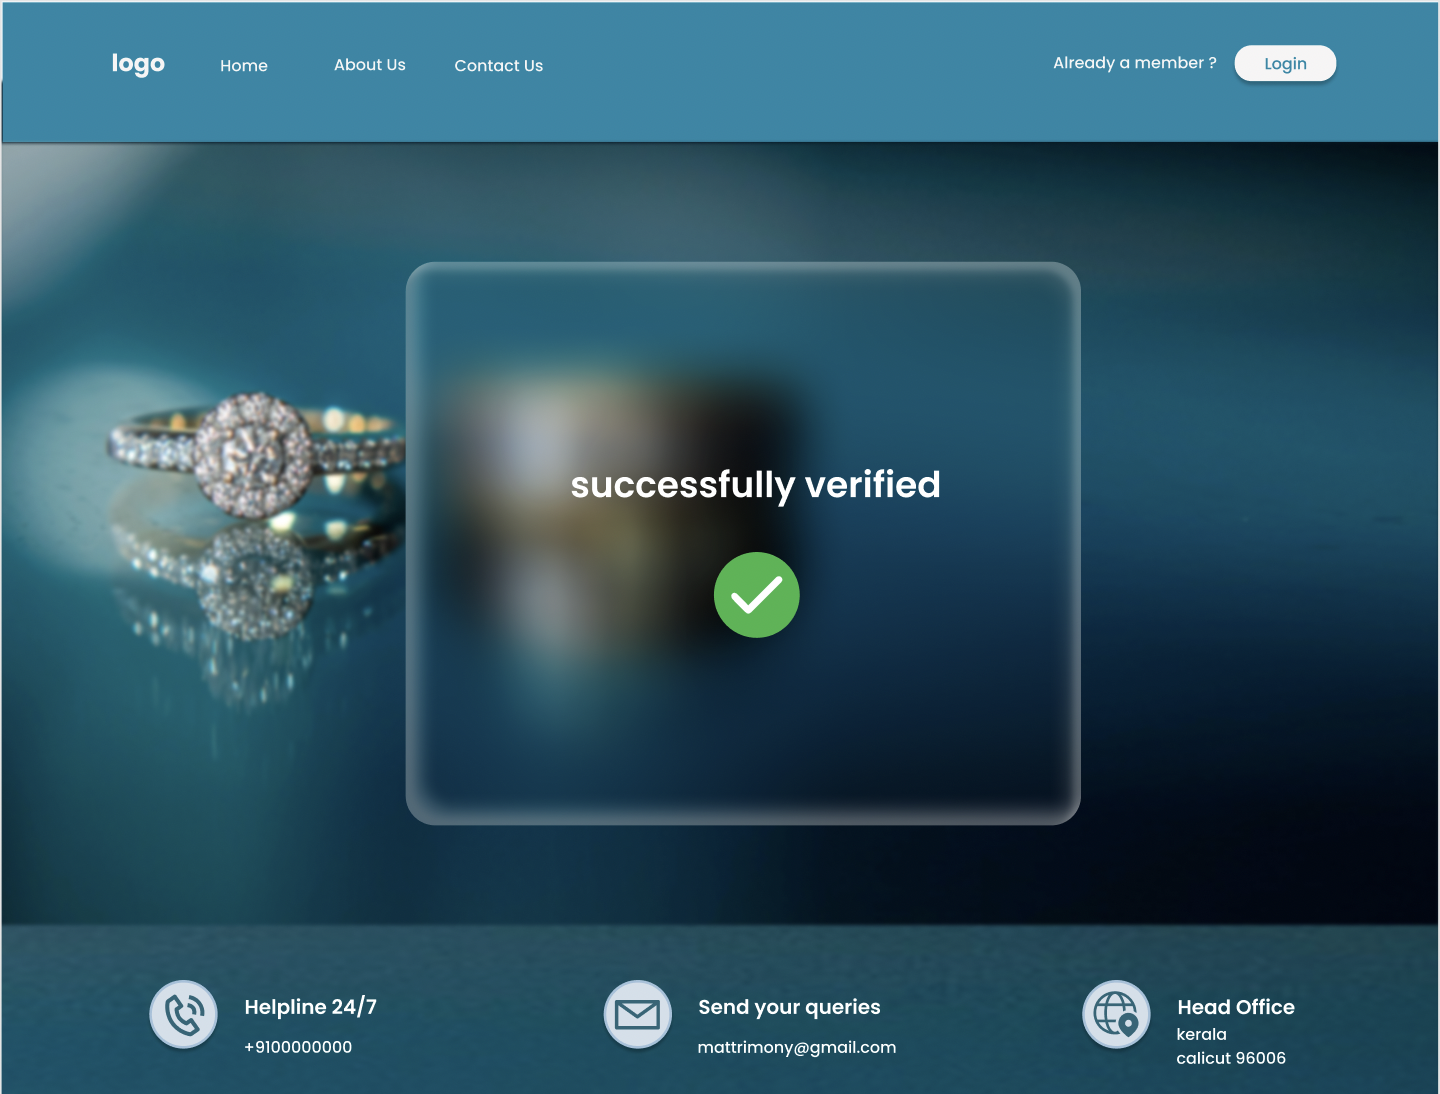 logo
Home
About Us
Contact Us
Already a member ?
Login
successfully verified
Helpline 24/7
+9100000000
Send your queries
mattrimony@gmail.com
Head Office
kerala
calicut 96006